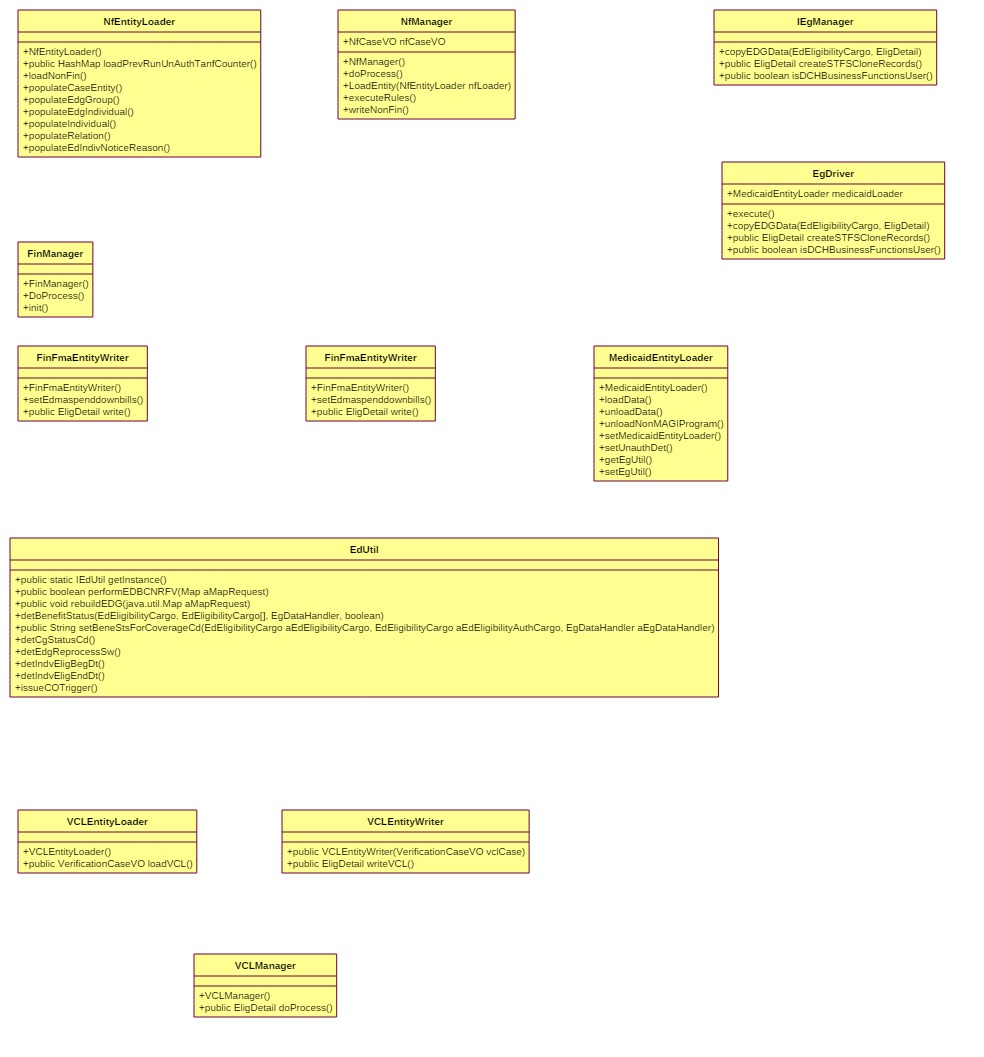 NfEntityLoader
+NfEntityLoader()
+public HashMap loadPrevRunUnAuthTanfCounter()
+loadNonFin()
+populateCaseEntity()
+populateEdgGroup()
+populateEdgIndividual()
+populateIndividual()
+populateRelation()
+populateEdIndivNoticeReason()
NfManager
+NfCaseVO nfCaseVO
+NfManager()
+doProcess()
+LoadEntity(NfEntityLoader nfLoader)
+executeRules()
+writeNonFin()
IEgManager
+copyEDGData(EdEligibilityCargo, EligDetail)
+public EligDetail createSTFSCloneRecords()
+public boolean isDCHBusinessFunctionsUser()
EgDriver
+MedicaidEntityLoader medicaidLoader
+execute()
+copyEDGData(EdEligibilityCargo, EligDetail)
+public EligDetail createSTFSCloneRecords()
+public boolean isDCHBusinessFunctionsUser()
FinManager
+FinManager()
+DoProcess()
+init()
FinFmaEntityWriter
+FinFmaEntityWriter()
+setEdmaspenddownbills()
+public EligDetail write()
FinFmaEntityWriter
+FinFmaEntityWriter()
+setEdmaspenddownbills()
+public EligDetail write()
MedicaidEntityLoader
+MedicaidEntityLoader()
+loadData()
+unloadData()
+unloadNonMAGIProgram()
+setMedicaidEntityLoader()
+setUnauthDet()
+getEgUtil()
+setEgUtil()
EdUtil
+public static IEdUtil getInstance()
+public boolean performEDBCNRFV(Map aMapRequest)
+public void rebuildEDG(java.util.Map aMapRequest)
+detBenefitStatus(EdEligibilityCargo, EdEligibilityCargo[], EgDataHandler, boolean)
+public String setBeneStsForCoverageCd(EdEligibilityCargo aEdEligibilityCargo, EdEligibilityCargo aEdEligibilityAuthCargo, EgDataHandler aEgDataHandler)
+detCgStatusCd()
+detEdgReprocessSw()
+detIndvEligBegDt()
+detIndvEligEndDt()
+issueCOTrigger()
VCLEntityLoader
+VCLEntityLoader()
+public VerificationCaseVO loadVCL()
VCLEntityWriter
+public VCLEntityWriter(VerificationCaseVO vclCase)
+public EligDetail writeVCL()
VCLManager
+VCLManager()
+public EligDetail doProcess()